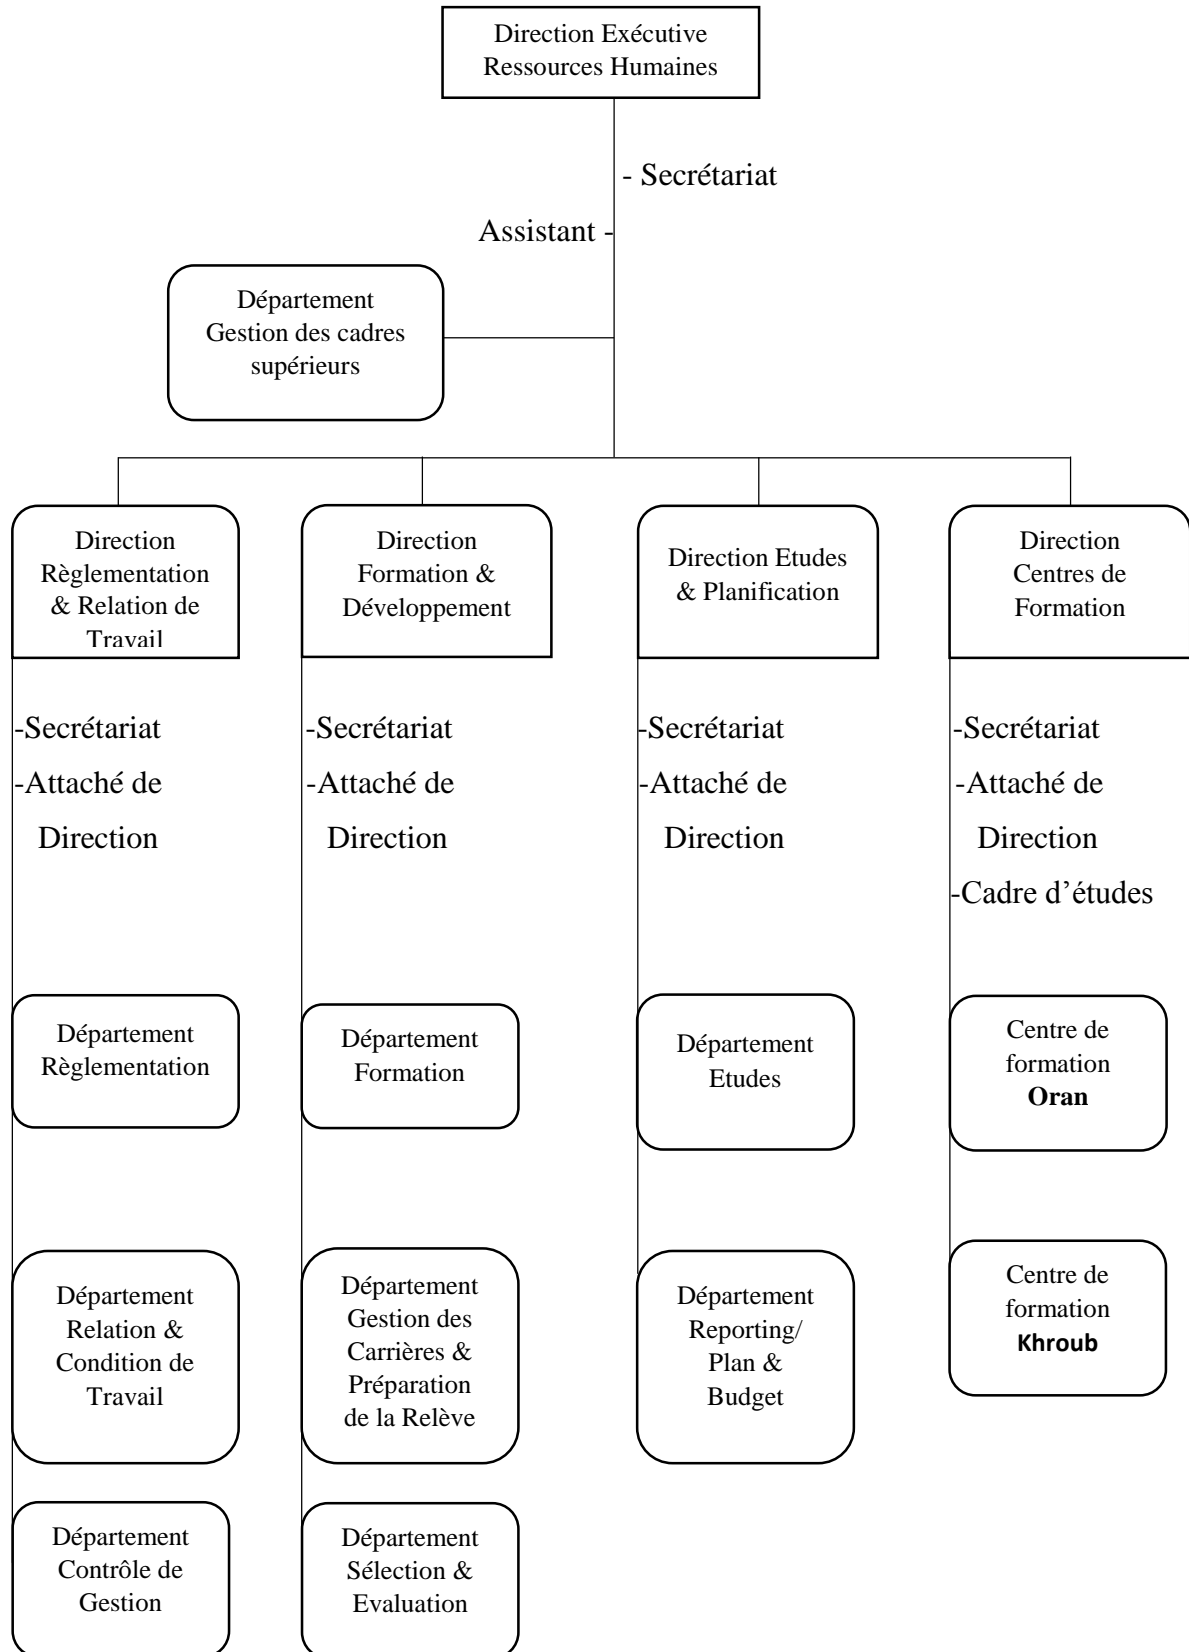 Direction Exécutive
Ressources Humaines
- Secrétariat
Assistant -
Département
Gestion des cadres
supérieurs
Direction
Règlementation
& Relation de
Travail
Direction
Formation &
Développement
Direction Etudes
& Planification
Direction
Centres de
Formation
-Secrétariat
-Attaché de
Direction
-Secrétariat
-Attaché de
Direction
-Secrétariat
-Attaché de
Direction
-Secrétariat
-Attaché de
Direction
-Cadre d’études
Département
Règlementation
Département
Formation
Département
Etudes
Centre de
formation
Oran
Département
Relation &
Condition de
Travail
Département
Gestion des
Carrières &
Préparation
de la Relève
Département
Reporting/
Plan &
Budget
Centre de
formation
Khroub
Département
Contrôle de
Gestion
Département
Sélection &
Evaluation